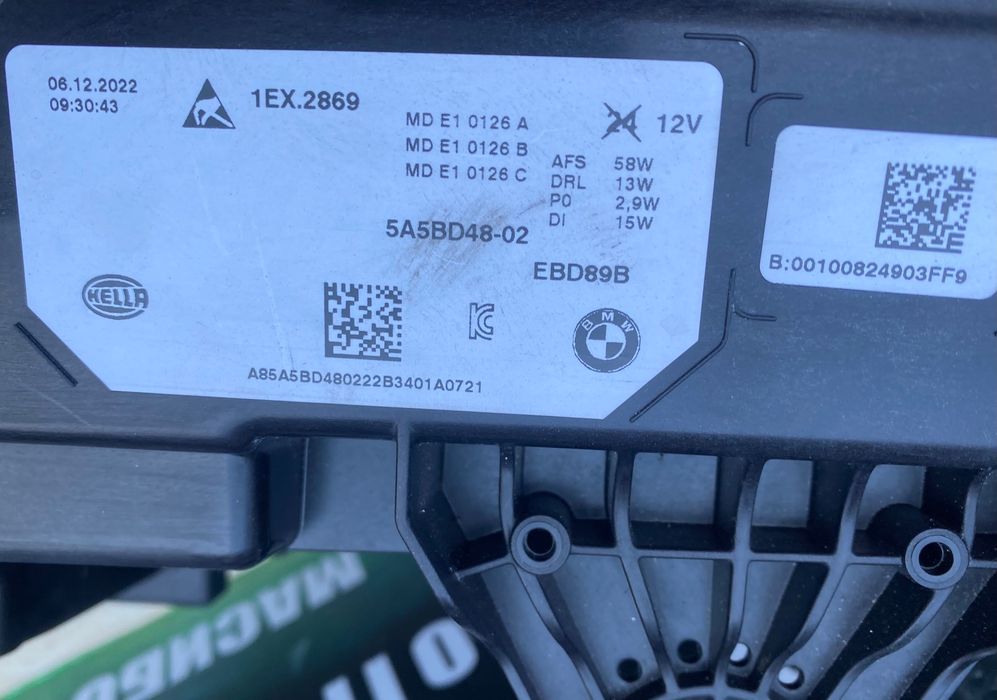 06.12.2022
09:30:43
1EX.2869
MD E1 0126 A
MD E1 0126 B
MD E1 0126 C
24 12V
AFS 58W
DRL 13W
PO 2,9W
DI 15W
5A5BD48-02
EBD89B
HELLA
BMW
A85A5BD480222B3401A0721
B:00100824903FF9